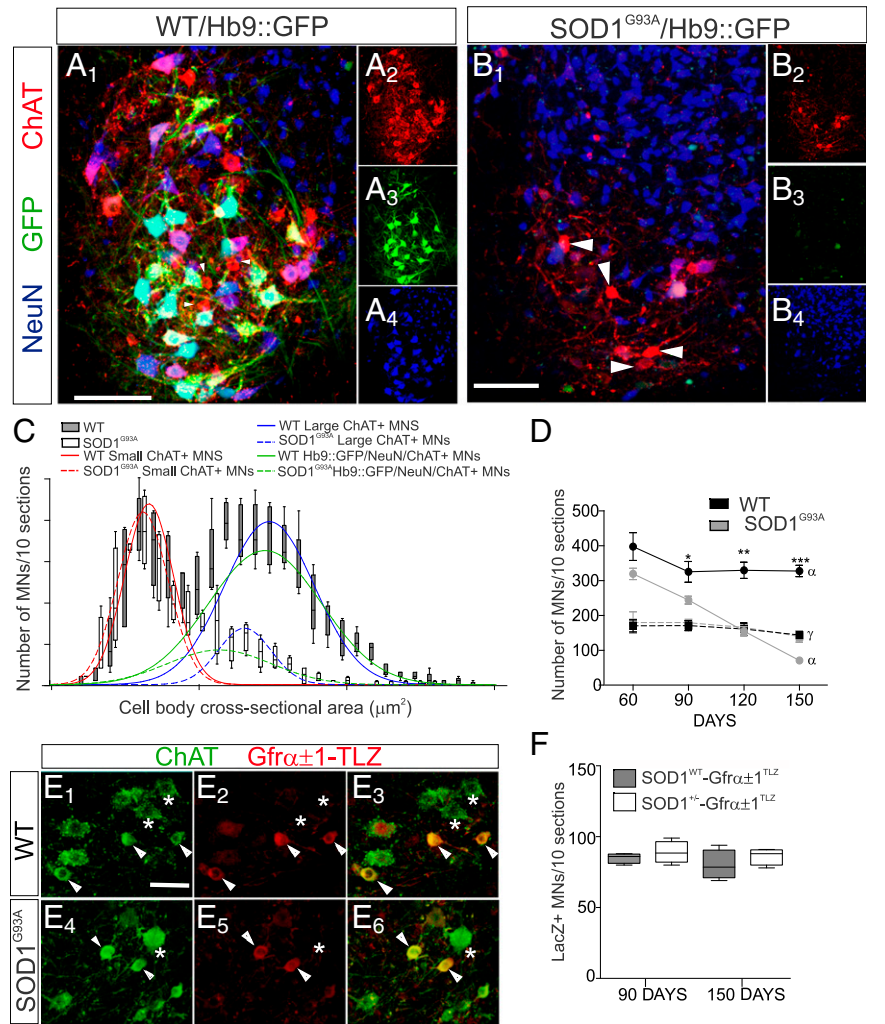 WT/Hb9::GFP
SOD1G93A/Hb9::GFP
ChAT
GFP
NeuN
A1
A2
A3
A4
B1
B2
B3
B4
C
WT
SOD1G93A
WT Small ChAT+ MNS
SOD1G93A Small ChAT+ MNs
WT Large ChAT+ MNS
SOD1G93A Large ChAT+ MNs
WT Hb9::GFP/NeuN/ChAT+ MNs
SOD1G93AHb9::GFP/NeuN/ChAT+ MNs
Number of MNs/10 sections
Cell body cross-sectional area (μm2)
D
WT
SOD1G93A
Number of MNs/10 sections
500
400
300
200
100
0
* ** ***
α
γ
α
60 90 120 150
DAYS
ChAT Gfrα±1-TLZ
WT
E1
E2
*
*
E3
*
*
SOD1G93A
E4
*
E5
*
E6
*
F
SOD1WT-Gfrα±1TLZ
SOD1+/--Gfrα±1TLZ
LacZ+ MNs/10 sections
150
100
50
0
90 DAYS 150 DAYS